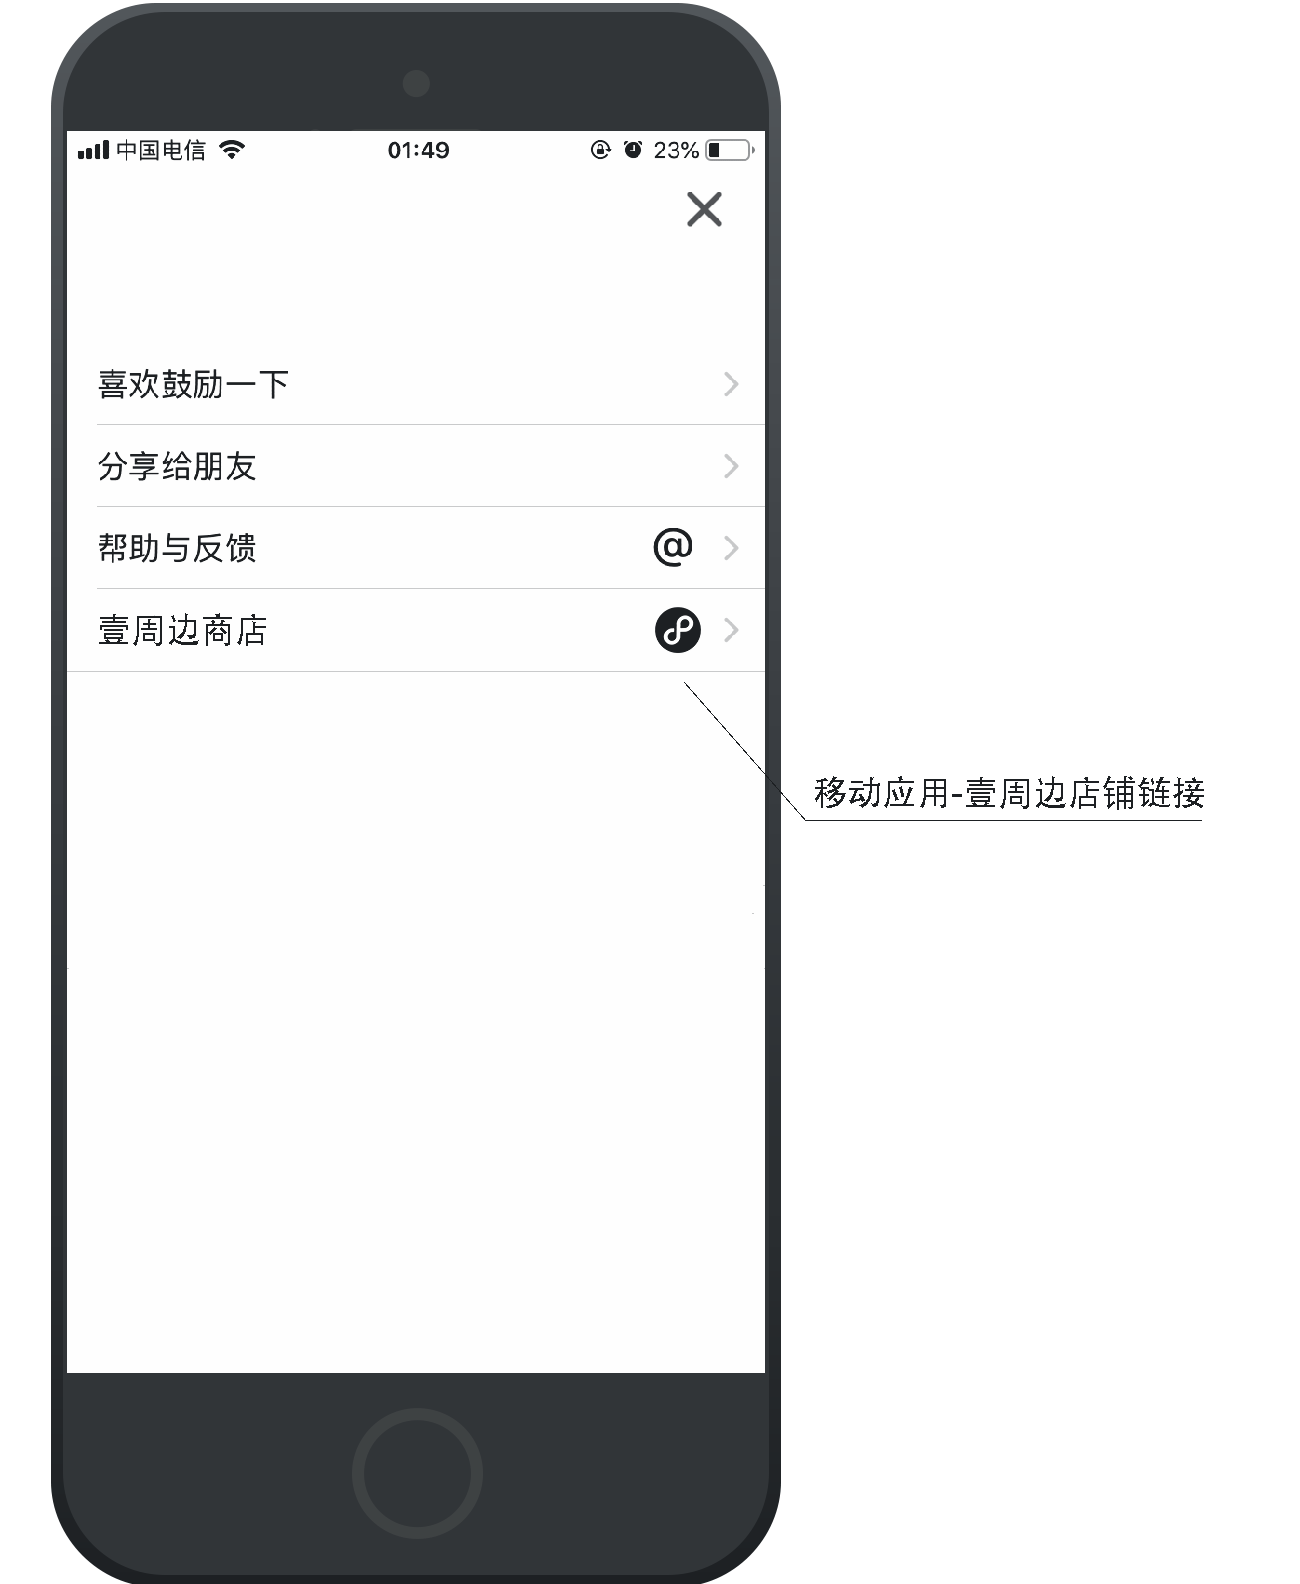 中国电信 01:49 23%
喜欢鼓励一下
分享给朋友
帮助与反馈 @
壹周边商店
移动应用-壹周边店铺链接